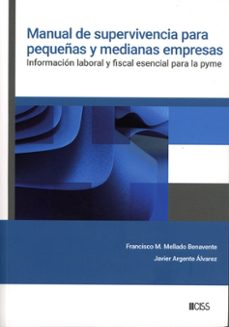 Manual de supervivencia para
pequeñas y medianas empresas
Información laboral y fiscal esencial para la pyme
Francisco M. Mellado Benavente
Javier Argente Álvarez
CISS